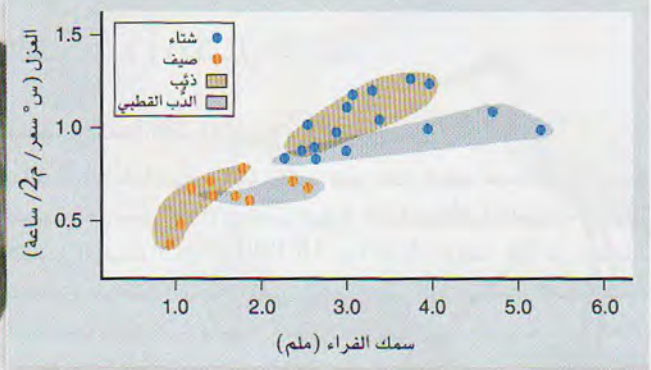 العزل (س° سعر/ م2/ ساعة)
1.5
1.0
0.5
شتاء
صيف
ذئب
الدُّب القطبي
1.0 2.0 3.0 4.0 5.0 6.0
سمك الفراء (ملم)